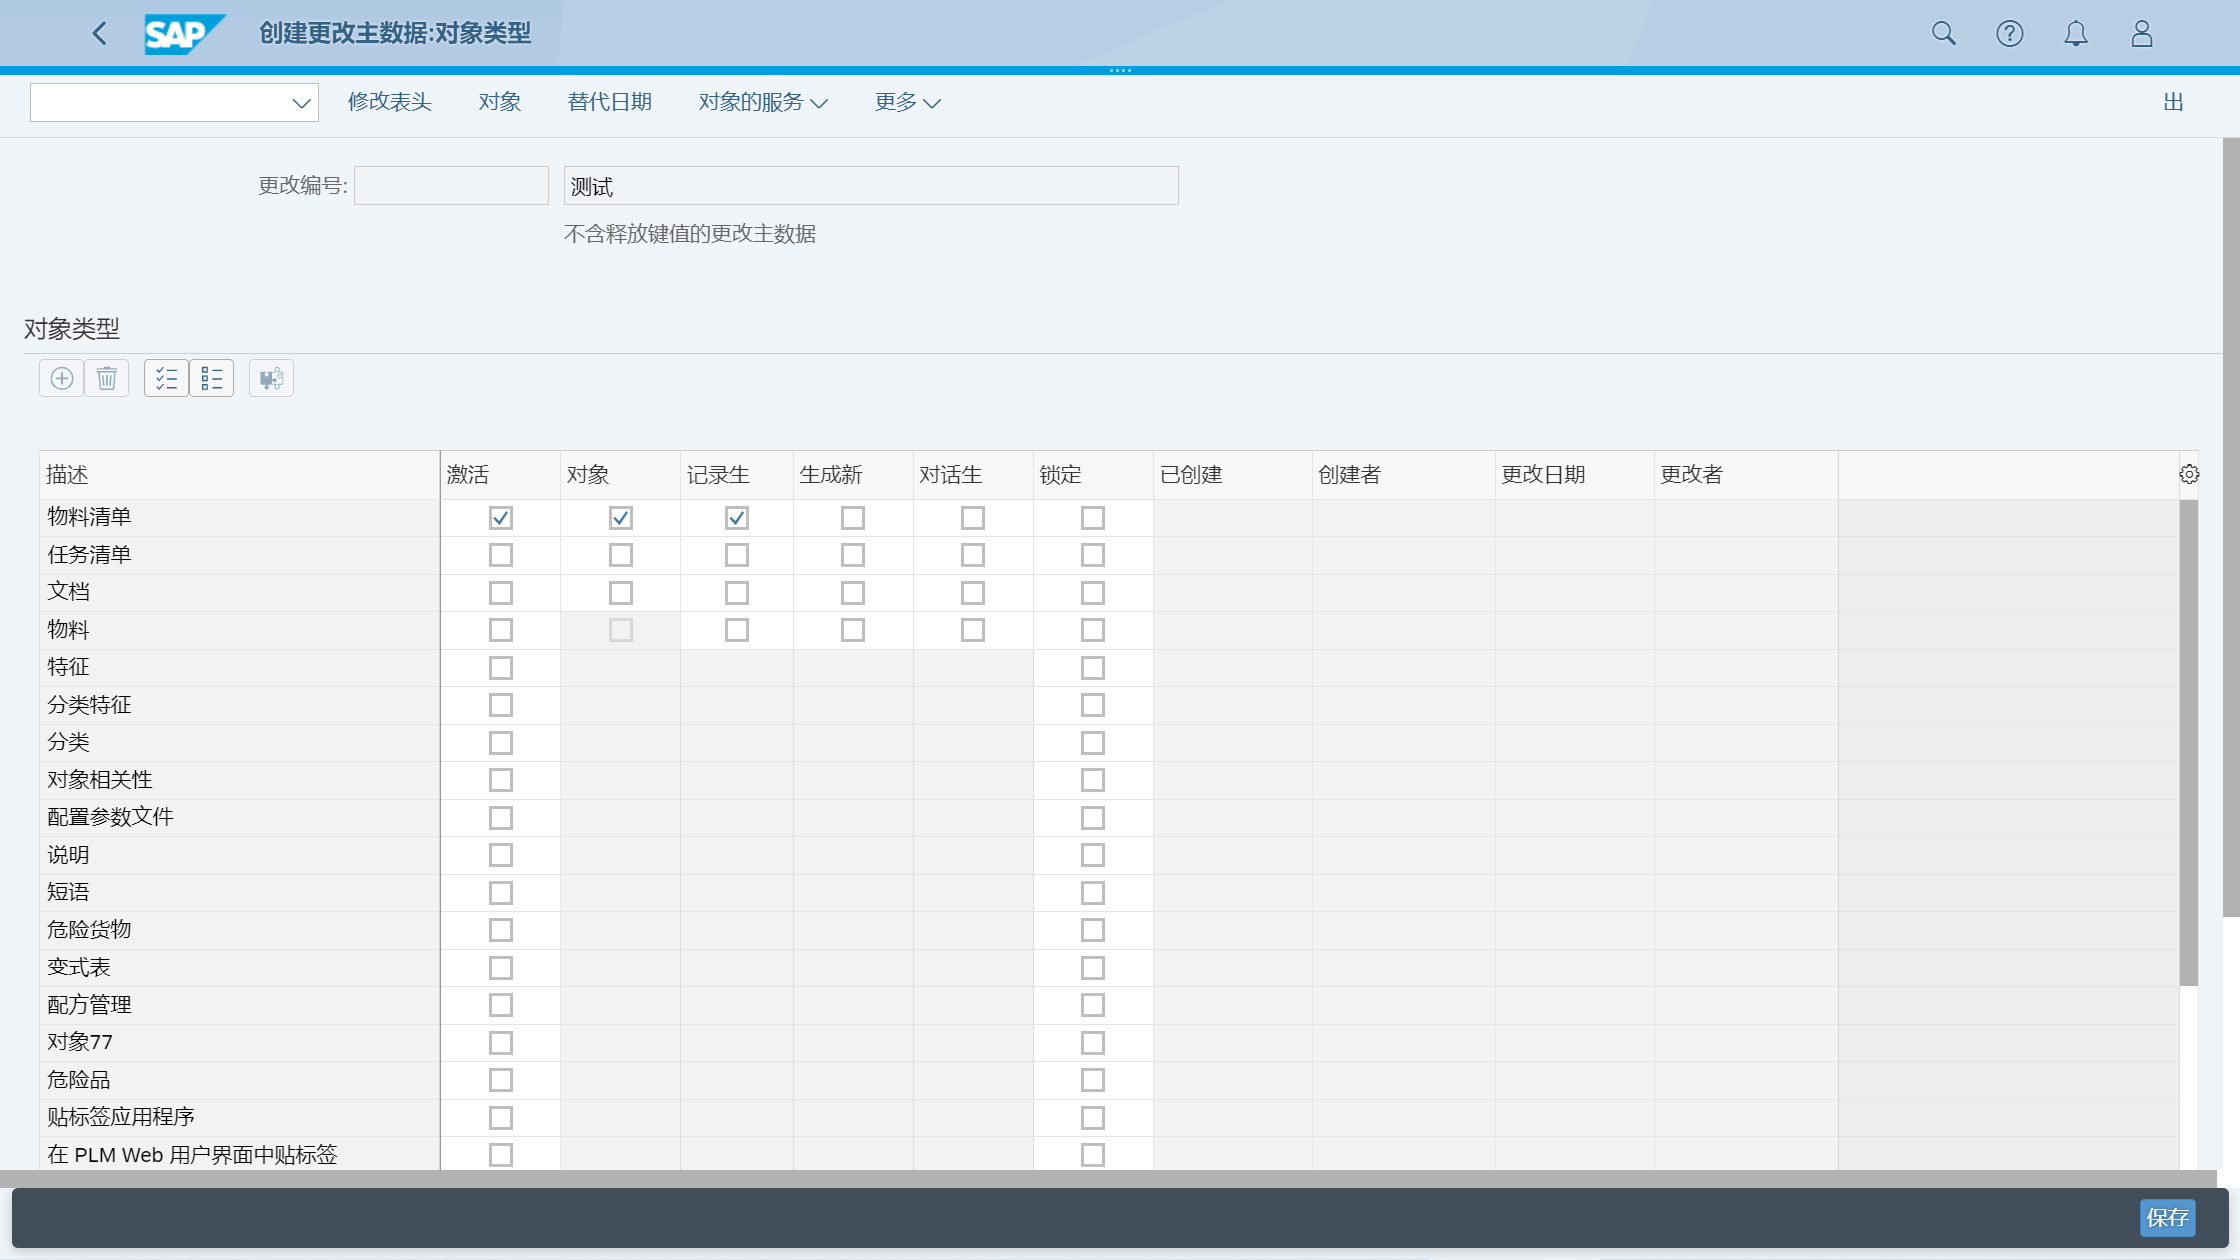 SAP 创建更改主数据:对象类型
修改表头 对象 替代日期 对象的服务 更多 出
更改编号: 测试
不含释放键值的更改主数据
对象类型
描述 激活 对象 记录生 生成新 对话生 锁定 已创建 创建者 更改日期 更改者
物料清单
任务清单
文档
物料
特征
分类特征
分类
对象相关性
配置参数文件
说明
短语
危险货物
变式表
配方管理
对象77
危险品
贴标签应用程序
在 PLM Web 用户界面中贴标签
保存